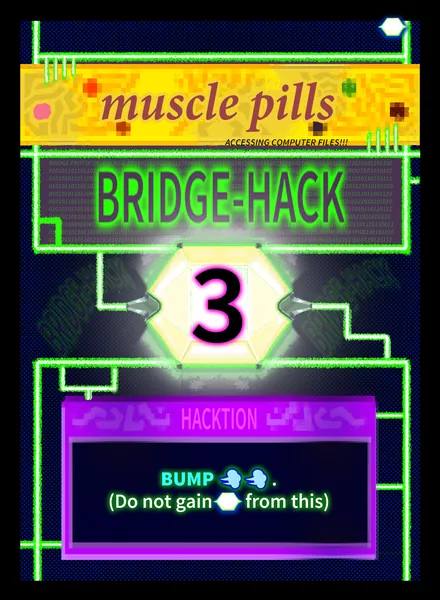 muscle pills
ACCESSING COMPUTER FILES!!!
BRIDGE-HACK
3
HACKTION
BUMP 💨💨.
(Do not gain from this)